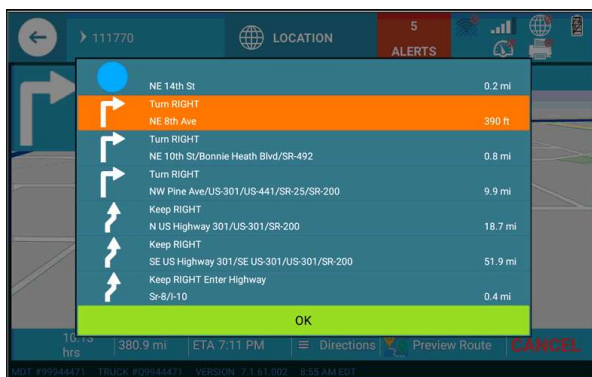 111770
LOCATION
5
ALERTS
NE 14th St 0.2 mi
Turn RIGHT
NE 8th Ave 390 ft
Turn RIGHT
NE 10th St/Bonnie Heath Blvd/SR-492 0.8 mi
Turn RIGHT
NW Pine Ave/US-301/US-441/SR-25/SR-200 9.9 mi
Keep RIGHT
N US Highway 301/US-301/SR-200 18.7 mi
Keep RIGHT
SE US Highway 301/SE US-301/US-301/SR-200 51.9 mi
Keep RIGHT Enter Highway
Sr-8/I-10 0.4 mi
OK
hrs
380.9 mi
ETA 7:11 PM
Directions
Preview Route
CANCEL
MDT #99944471 TRUCK #Q9944471 VERSION 7.1.61.002 8:55 AM EDT